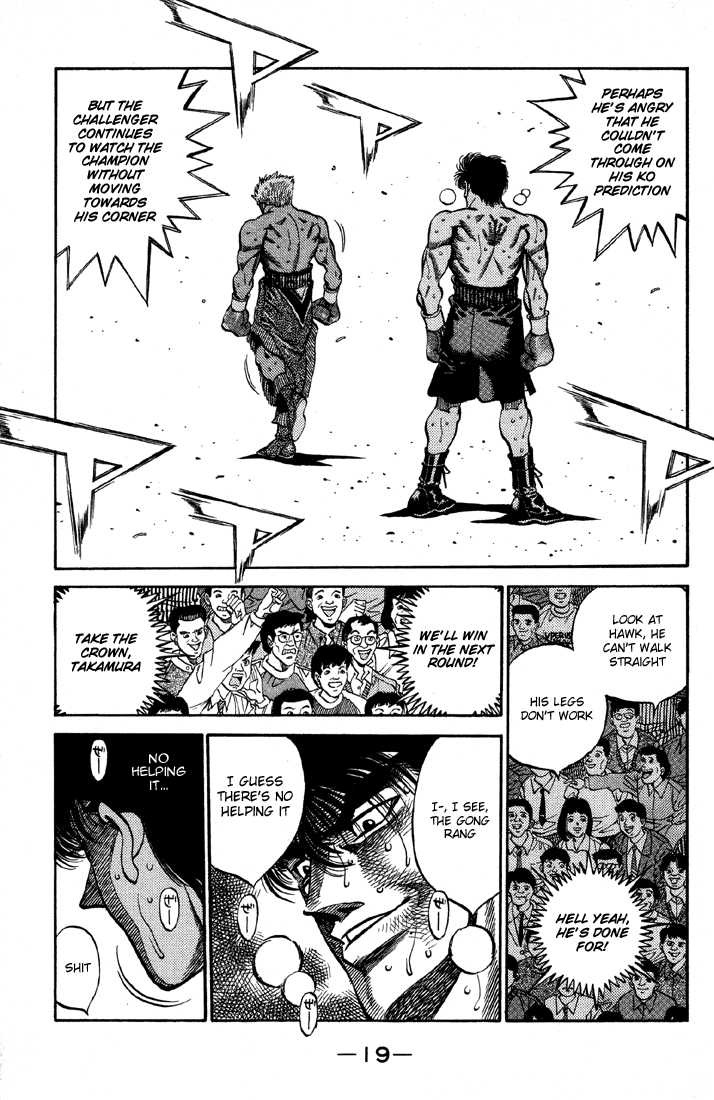 PERHAPS
HE'S ANGRY
THAT HE
COULDN'T
COME
THROUGH ON
HIS KO
PREDICTION
BUT THE
CHALLENGER
CONTINUES
TO WATCH THE
CHAMPION
WITHOUT
MOVING
TOWARDS
HIS CORNER
LOOK AT
HAWK, HE
CAN'T WALK
STRAIGHT
HIS LEGS
DON'T WORK
HELL YEAH,
HE'S DONE
FOR!
WE'LL WIN
IN THE NEXT
ROUND!
TAKE THE
CROWN,
TAKAMURA
I-, I SEE,
THE GONG
RANG
I GUESS
THERE'S NO
HELPING IT
NO
HELPING
IT...
SHIT
—19—